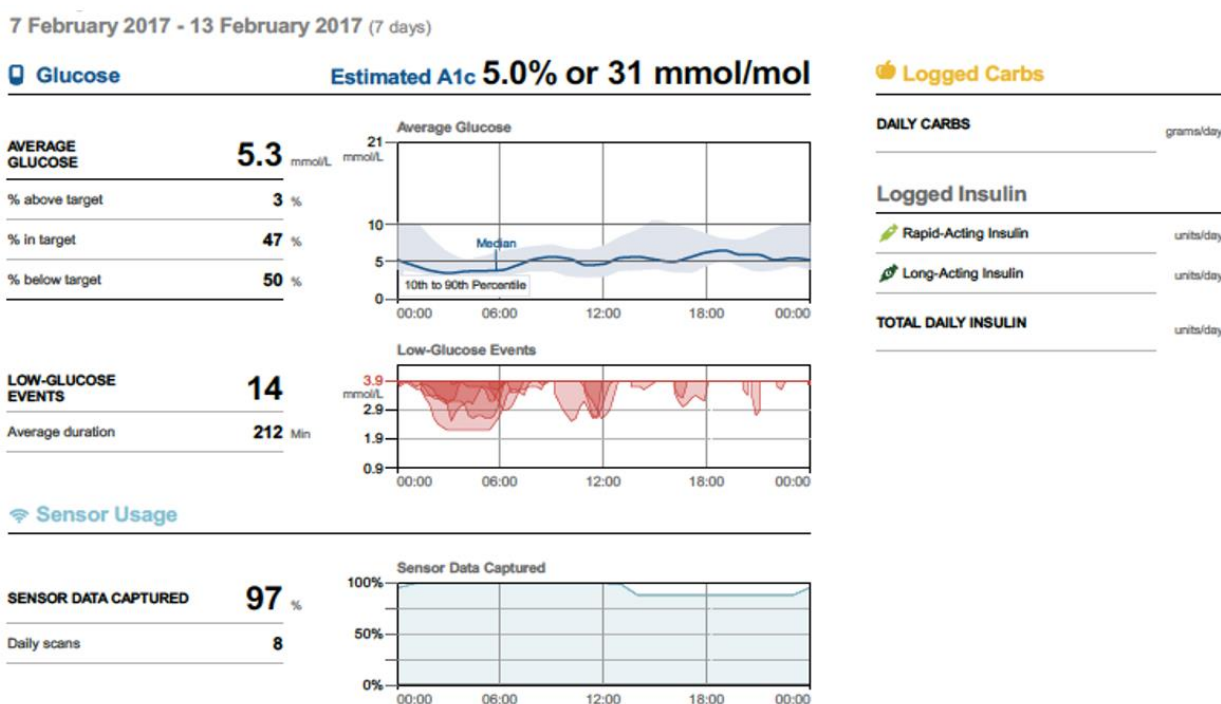 7 February 2017 - 13 February 2017 (7 days)
Glucose
Estimated A1c 5.0% or 31 mmol/mol
AVERAGE
GLUCOSE
5.3 mmol/L
% above target 3 %
% in target 47 %
% below target 50 %
Average Glucose
21
mmol/L
10
5
0
Median
10th to 90th Percentile
00:00 06:00 12:00 18:00 00:00
LOW-GLUCOSE
EVENTS
14
Average duration 212 Min
Low-Glucose Events
3.9
mmol/L
2.9
1.9
0.9
00:00 06:00 12:00 18:00 00:00
Sensor Usage
SENSOR DATA CAPTURED 97 %
Daily scans 8
Sensor Data Captured
100%
50%
0%
00:00 06:00 12:00 18:00 00:00
Logged Carbs
DAILY CARBS grams/day
Logged Insulin
Rapid-Acting Insulin units/day
Long-Acting Insulin units/day
TOTAL DAILY INSULIN units/day